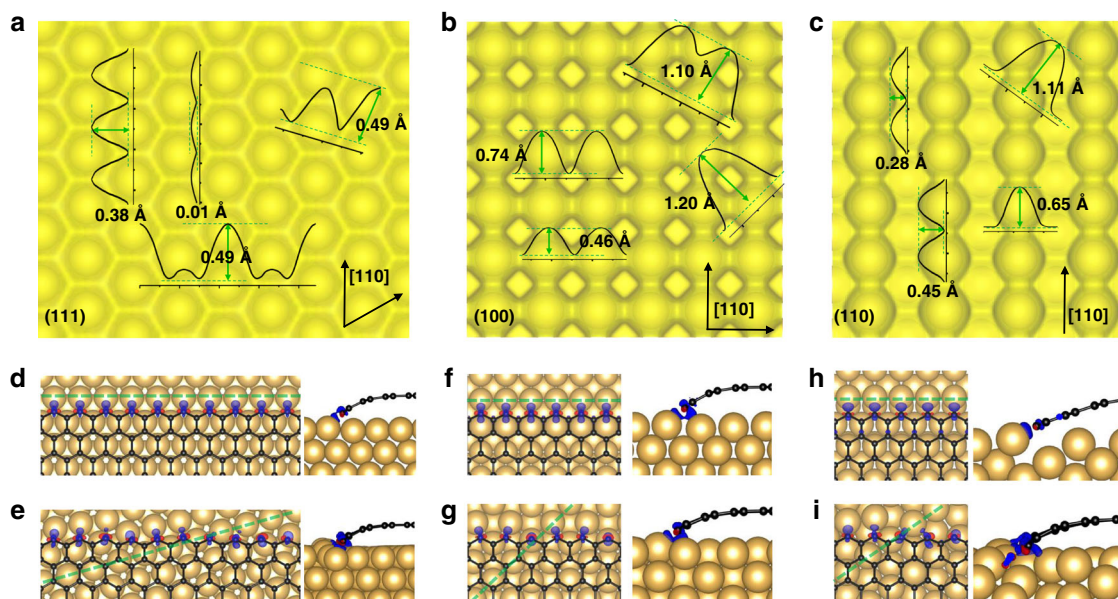 a
0.38 Å
0.01 Å
0.49 Å
0.49 Å
[110]
(111)
b
1.10 Å
0.74 Å
1.20 Å
0.46 Å
[110]
(100)
c
1.11 Å
0.28 Å
0.65 Å
0.45 Å
[110]
(110)
d
f
h
e
g
i